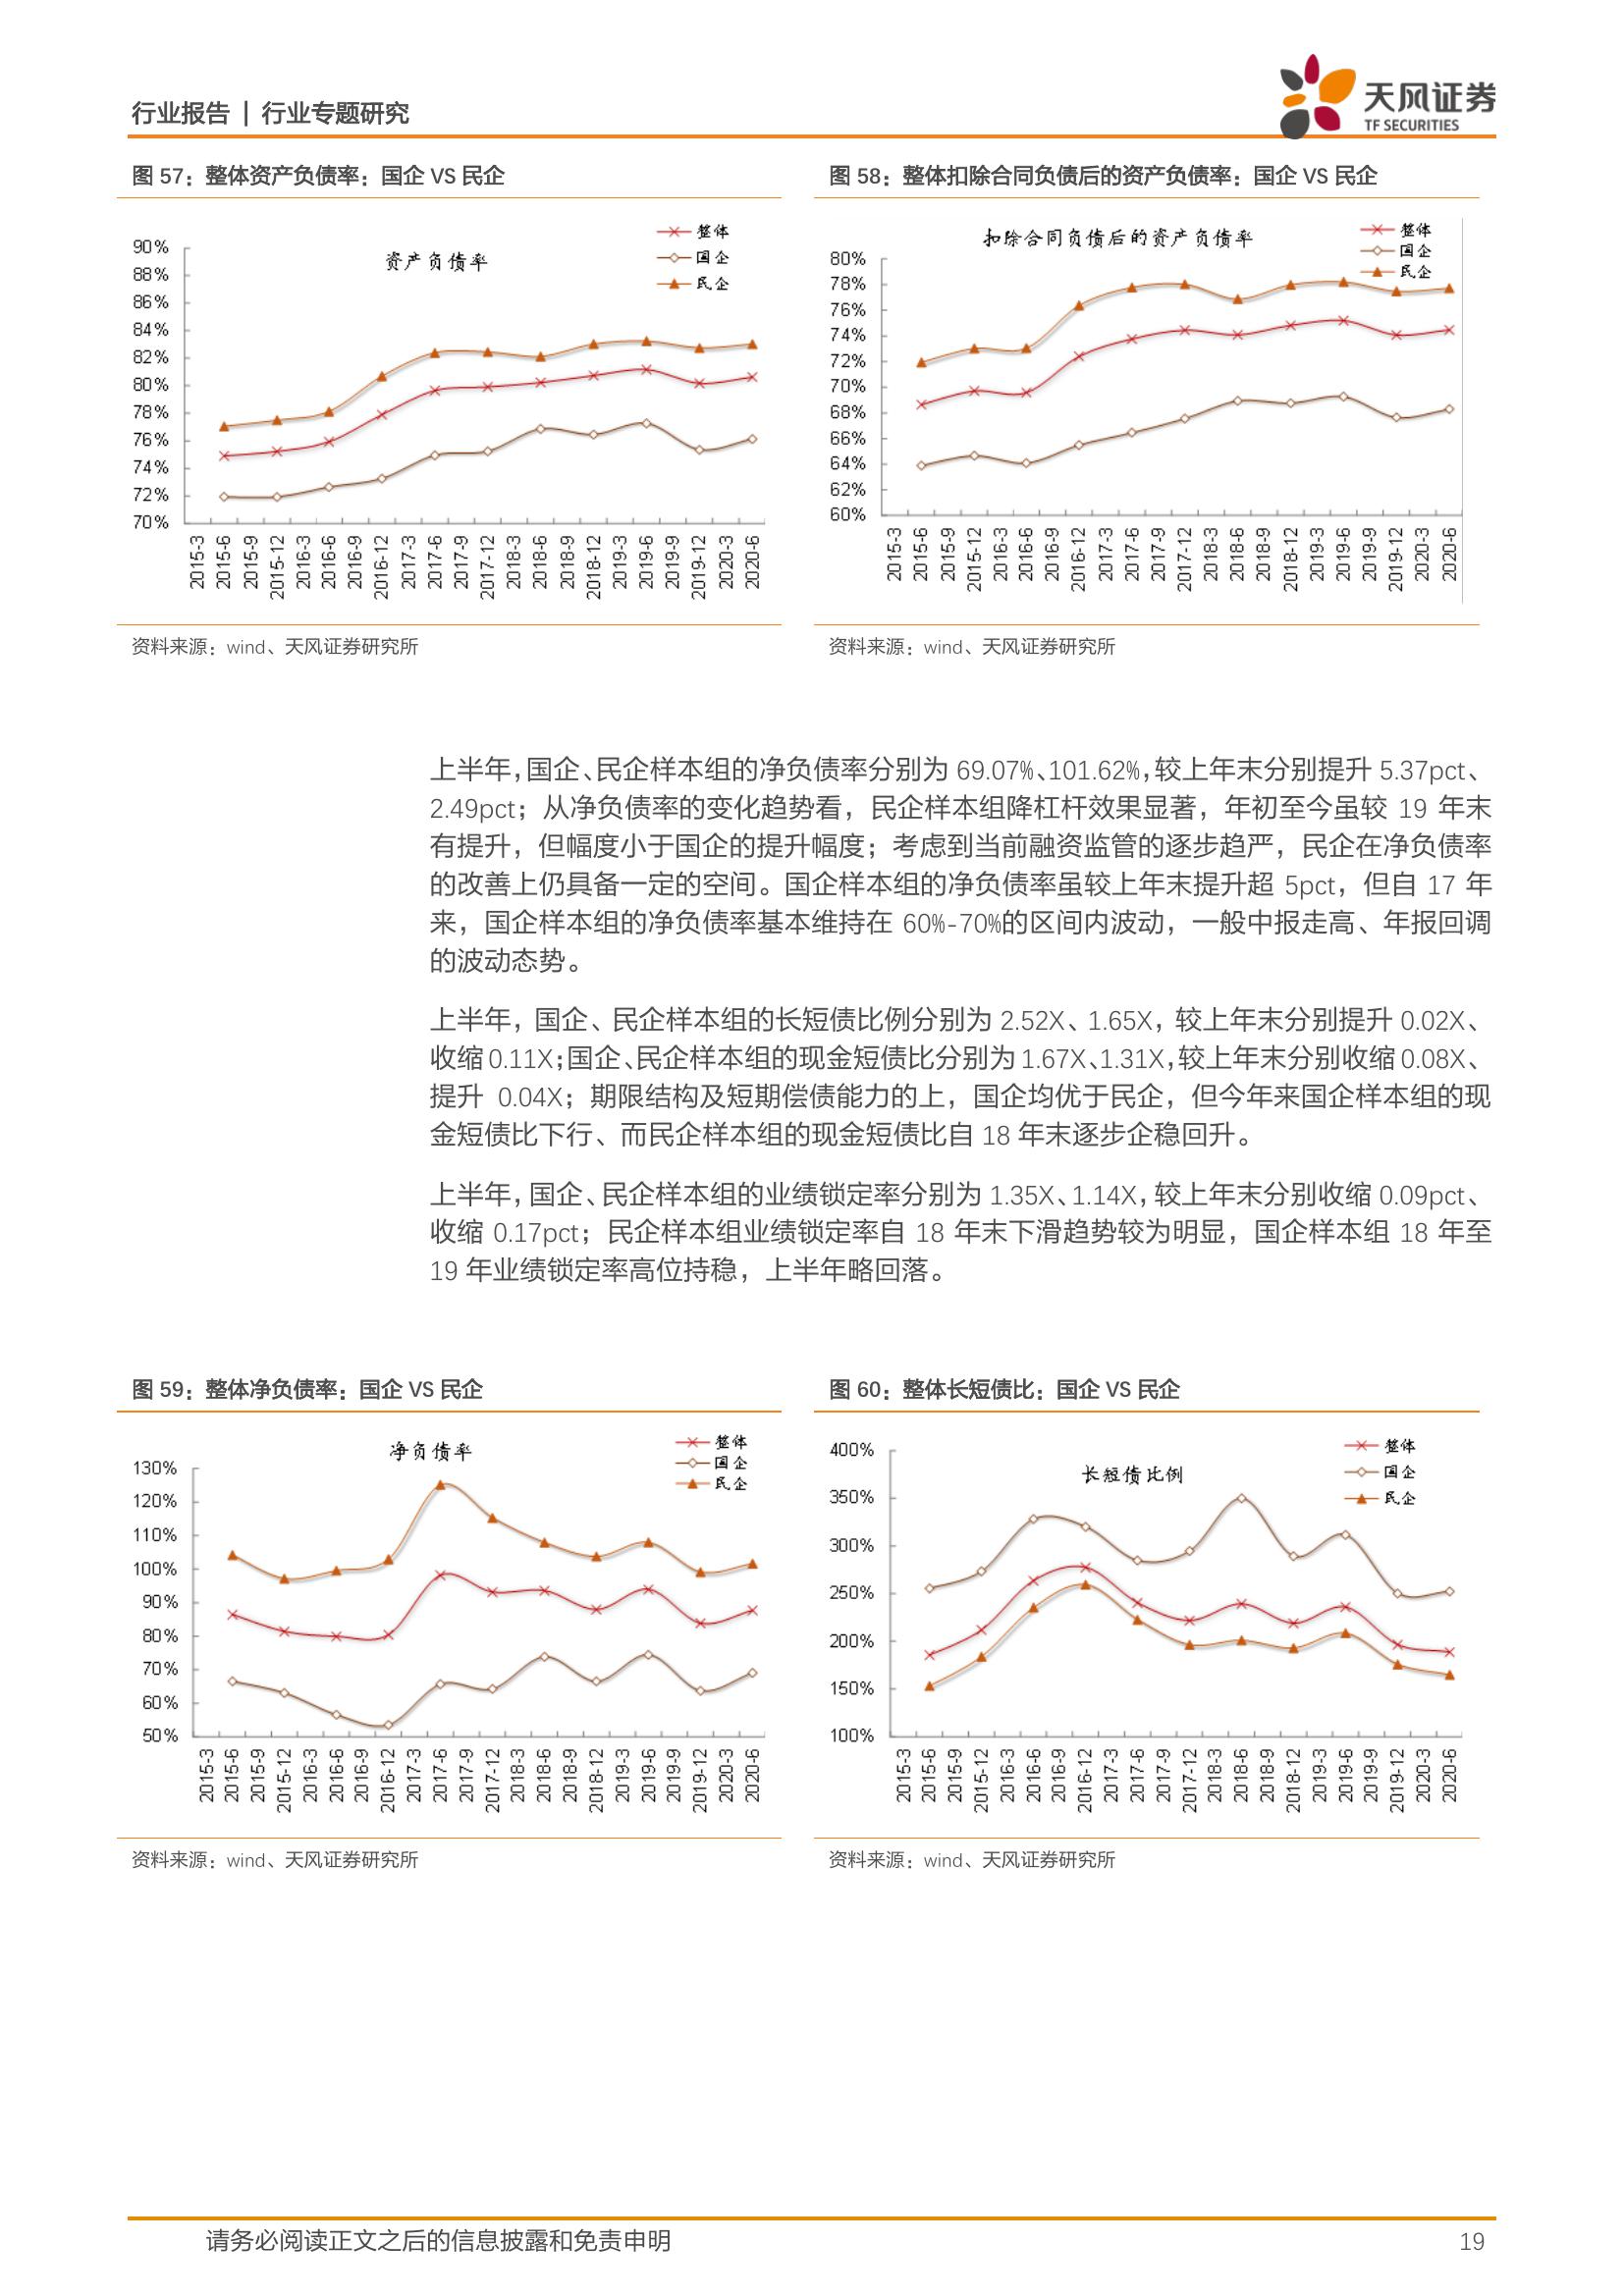 行业报告 | 行业专题研究
天风证券
TF SECURITIES
图 57：整体资产负债率：国企 VS 民企
资产负债率
整体
国企
民企
90%
88%
86%
84%
82%
80%
78%
76%
74%
72%
70%
2015-3 2015-6 2015-9 2015-12 2016-3 2016-6 2016-9 2016-12 2017-3 2017-6 2017-9 2017-12 2018-3 2018-6 2018-9 2018-12 2019-3 2019-6 2019-9 2019-12 2020-3 2020-6
资料来源：wind、天风证券研究所
图 58：整体扣除合同负债后的资产负债率：国企 VS 民企
扣除合同负债后的资产负债率
整体
国企
民企
80%
78%
76%
74%
72%
70%
68%
66%
64%
62%
60%
2015-3 2015-6 2015-9 2015-12 2016-3 2016-6 2016-9 2016-12 2017-3 2017-6 2017-9 2017-12 2018-3 2018-6 2018-9 2018-12 2019-3 2019-6 2019-9 2019-12 2020-3 2020-6
资料来源：wind、天风证券研究所
上半年，国企、民企样本组的净负债率分别为 69.07%、101.62%，较上年末分别提升 5.37pct、
2.49pct；从净负债率的变化趋势看，民企样本组降杠杆效果显著，年初至今虽较 19 年末
有提升，但幅度小于国企的提升幅度；考虑到当前融资监管的逐步趋严，民企在净负债率
的改善上仍具备一定的空间。国企样本组的净负债率虽较上年末提升超 5pct，但自 17 年
来，国企样本组的净负债率基本维持在 60%-70%的区间内波动，一般中报走高、年报回调
的波动态势。
上半年，国企、民企样本组的长短债比例分别为 2.52X、1.65X，较上年末分别提升 0.02X、
收缩 0.11X；国企、民企样本组的现金短债比分别为 1.67X、1.31X，较上年末分别收缩 0.08X、
提升 0.04X；期限结构及短期偿债能力的上，国企均优于民企，但今年来国企样本组的现
金短债比下行、而民企样本组的现金短债比自 18 年末逐步企稳回升。
上半年，国企、民企样本组的业绩锁定率分别为 1.35X、1.14X，较上年末分别收缩 0.09pct、
收缩 0.17pct；民企样本组业绩锁定率自 18 年末下滑趋势较为明显，国企样本组 18 年至
19 年业绩锁定率高位持稳，上半年略回落。
图 59：整体净负债率：国企 VS 民企
净负债率
整体
国企
民企
130%
120%
110%
100%
90%
80%
70%
60%
50%
2015-3 2015-6 2015-9 2015-12 2016-3 2016-6 2016-9 2016-12 2017-3 2017-6 2017-9 2017-12 2018-3 2018-6 2018-9 2018-12 2019-3 2019-6 2019-9 2019-12 2020-3 2020-6
资料来源：wind、天风证券研究所
图 60：整体长短债比：国企 VS 民企
长短债比例
整体
国企
民企
400%
350%
300%
250%
200%
150%
100%
2015-3 2015-6 2015-9 2015-12 2016-3 2016-6 2016-9 2016-12 2017-3 2017-6 2017-9 2017-12 2018-3 2018-6 2018-9 2018-12 2019-3 2019-6 2019-9 2019-12 2020-3 2020-6
资料来源：wind、天风证券研究所
请务必阅读正文之后的信息披露和免责申明
19